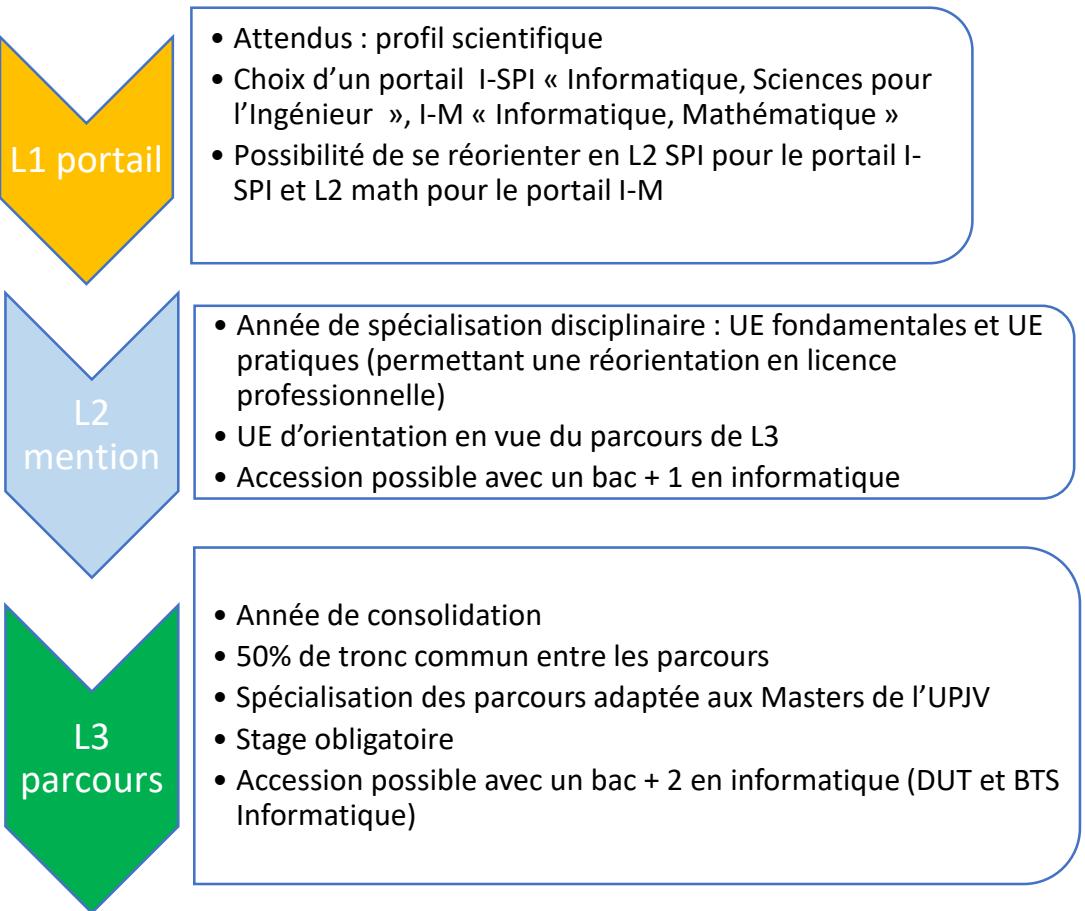 L1 portail
• Attendus : profil scientifique
• Choix d'un portail I-SPI « Informatique, Sciences pour
l'Ingénieur », I-M « Informatique, Mathématique »
• Possibilité de se réorienter en L2 SPI pour le portail I-
SPI et L2 math pour le portail I-M
L2
mention
• Année de spécialisation disciplinaire : UE fondamentales et UE
pratiques (permettant une réorientation en licence
professionnelle)
• UE d'orientation en vue du parcours de L3
• Accession possible avec un bac + 1 en informatique
L3
parcours
• Année de consolidation
• 50% de tronc commun entre les parcours
• Spécialisation des parcours adaptée aux Masters de l'UPJV
• Stage obligatoire
• Accession possible avec un bac + 2 en informatique (DUT et BTS
Informatique)